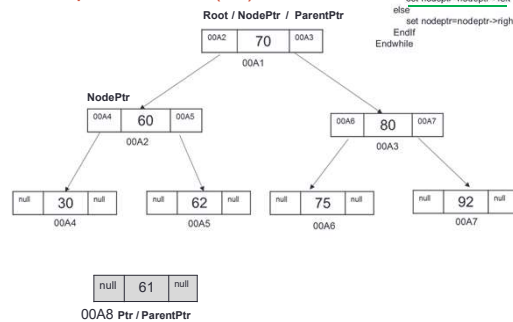 else
set nodeptr=nodeptr->righ
EndIf
Endwhile
Root / NodePtr / ParentPtr
00A2 70 00A3
00A1
NodePtr
00A4 60 00A5
00A2
00A6 80 00A7
00A3
null 30 null
00A4
null 62 null
00A5
null 75 null
00A6
null 92 null
00A7
null 61 null
00A8 Ptr / ParentPtr